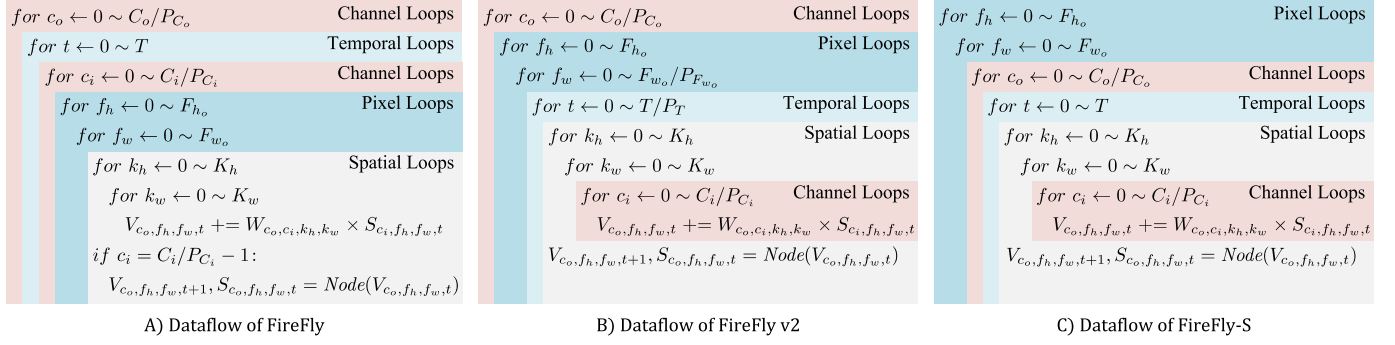 for c_o ← 0 ~ C_o/P_{C_o} Channel Loops
for t ← 0 ~ T Temporal Loops
for c_i ← 0 ~ C_i/P_{C_i} Channel Loops
for f_h ← 0 ~ F_{h_o} Pixel Loops
for f_w ← 0 ~ F_{w_o}
for k_h ← 0 ~ K_h Spatial Loops
for k_w ← 0 ~ K_w
V_{c_o,f_h,f_w,t} += W_{c_o,c_i,k_h,k_w} × S_{c_i,f_h,f_w,t}
if c_i = C_i/P_{C_i} − 1:
V_{c_o,f_h,f_w,t+1}, S_{c_o,f_h,f_w,t} = Node(V_{c_o,f_h,f_w,t})
A) Dataflow of FireFly
for c_o ← 0 ~ C_o/P_{C_o} Channel Loops
for f_h ← 0 ~ F_{h_o} Pixel Loops
for f_w ← 0 ~ F_{w_o}/P_{F_{w_o}}
for t ← 0 ~ T/P_T Temporal Loops
for k_h ← 0 ~ K_h Spatial Loops
for k_w ← 0 ~ K_w
for c_i ← 0 ~ C_i/P_{C_i} Channel Loops
V_{c_o,f_h,f_w,t} += W_{c_o,c_i,k_h,k_w} × S_{c_i,f_h,f_w,t}
V_{c_o,f_h,f_w,t+1}, S_{c_o,f_h,f_w,t} = Node(V_{c_o,f_h,f_w,t})
B) Dataflow of FireFly v2
for f_h ← 0 ~ F_{h_o} Pixel Loops
for f_w ← 0 ~ F_{w_o}
for c_o ← 0 ~ C_o/P_{C_o} Channel Loops
for t ← 0 ~ T Temporal Loops
for k_h ← 0 ~ K_h Spatial Loops
for k_w ← 0 ~ K_w
for c_i ← 0 ~ C_i/P_{C_i} Channel Loops
V_{c_o,f_h,f_w,t} += W_{c_o,c_i,k_h,k_w} × S_{c_i,f_h,f_w,t}
V_{c_o,f_h,f_w,t+1}, S_{c_o,f_h,f_w,t} = Node(V_{c_o,f_h,f_w,t})
C) Dataflow of FireFly-S